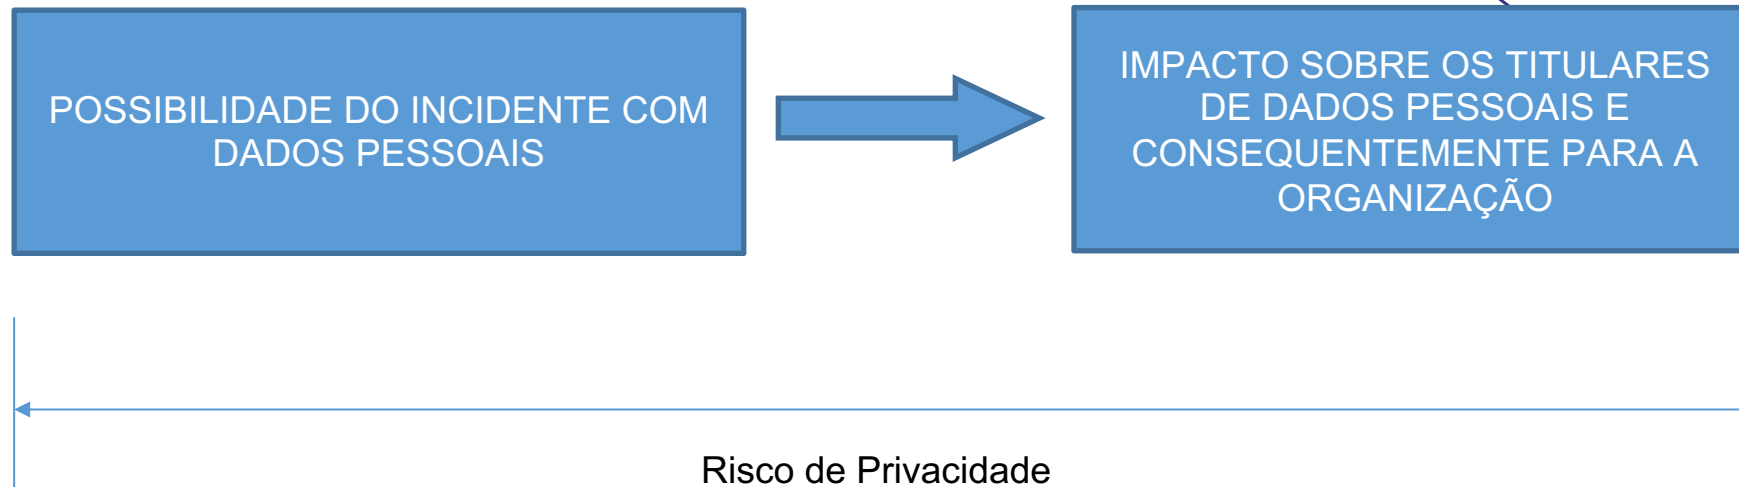 POSSIBILIDADE DO INCIDENTE COM
DADOS PESSOAIS
IMPACTO SOBRE OS TITULARES
DE DADOS PESSOAIS E
CONSEQUENTEMENTE PARA A
ORGANIZAÇÃO
Risco de Privacidade